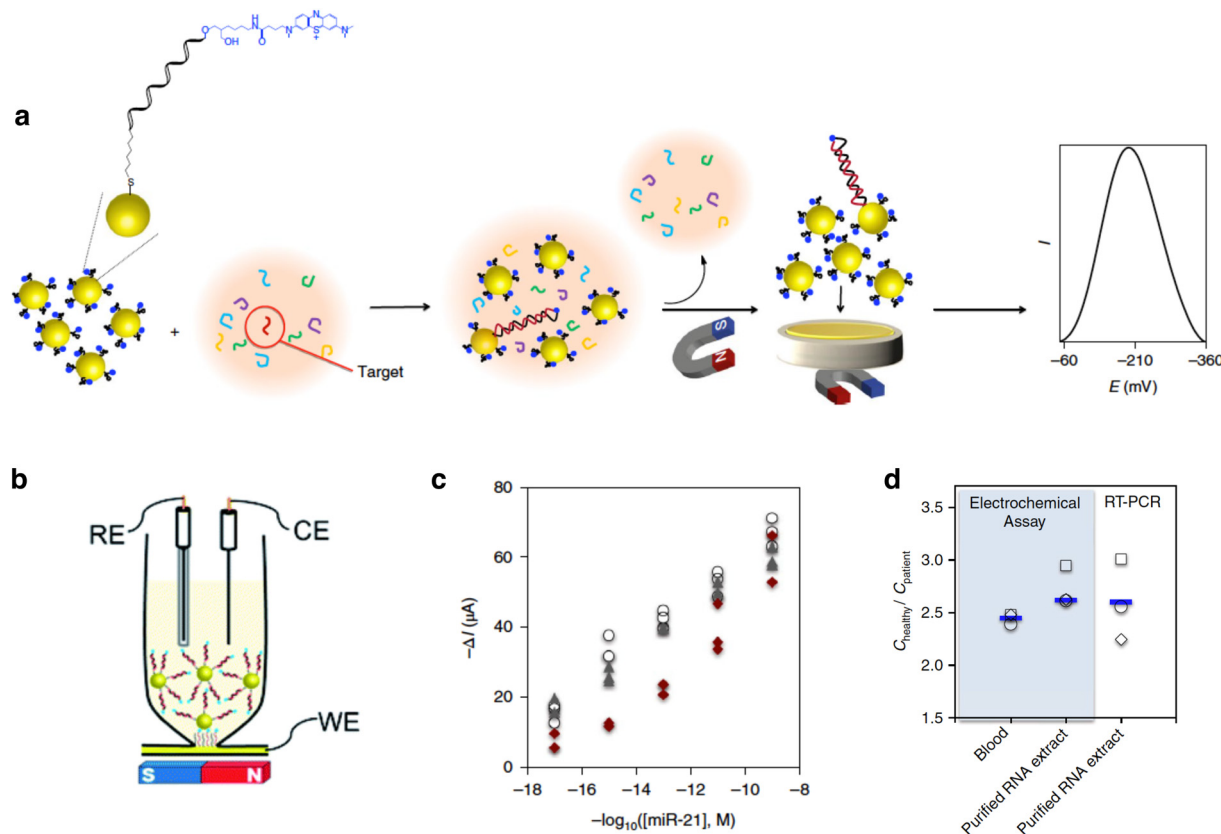 a
O
OH
H
N
O
N
N
S
+
N
S
+
Target
S
N
I
–60
–210
–360
E (mV)
b
RE
CE
WE
S
N
c
80
60
40
20
0
–ΔI (µA)
–18
–16
–14
–12
–10
–8
–log10([miR-21], M)
d
Electrochemical
Assay
RT-PCR
3.5
3.0
2.5
2.0
1.5
Chealthy/ Cpatient
Blood
Purified RNA extract
Purified RNA extract